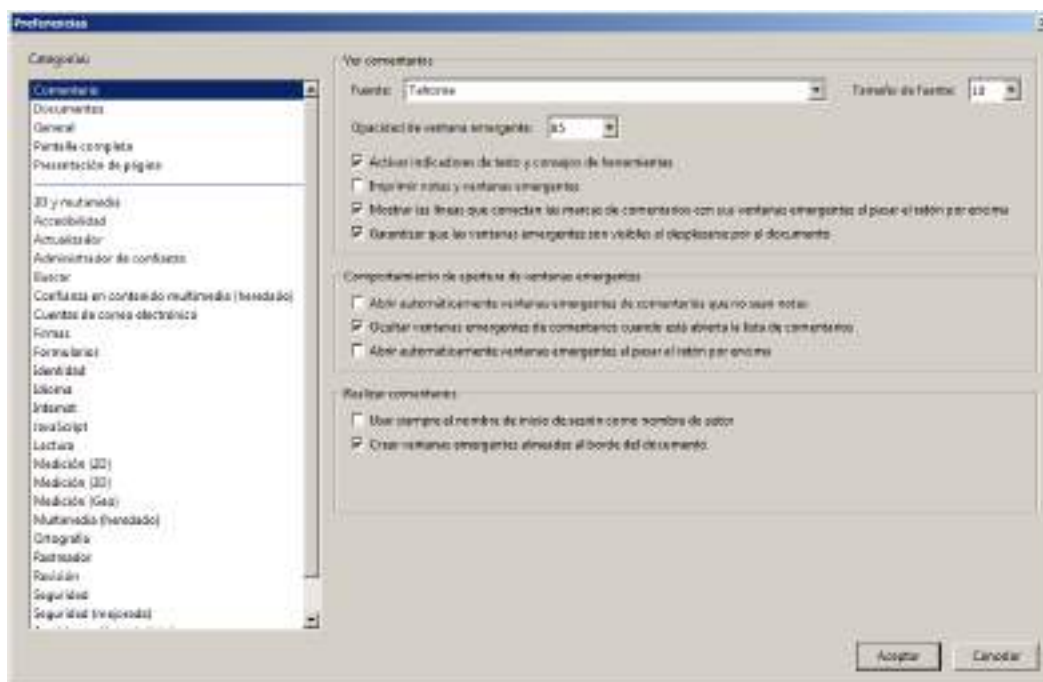 Preferencias
Categorías:
Comentario
Documentos
General
Pantalla completa
Presentación de página
3D y multimedia
Accesibilidad
Actualizador
Administrador de confianza
Buscar
Confianza en contenido multimedia (heredado)
Cuentas de correo electrónico
Firmas
Formularios
Identidad
Idioma
Internet
JavaScript
Lectura
Medición (2D)
Medición (3D)
Medición (Geo)
Multimedia (heredado)
Ortografía
Rastreador
Revisión
Seguridad
Seguridad (mejorada)
Ver comentarios
Fuente: Tahoma
Tamaño de fuente: 10
Opacidad de ventana emergente: 85
Activar indicadores de texto y consejos de herramientas
Imprimir notas y ventanas emergentes
Mostrar las líneas que conectan las marcas de comentarios con sus ventanas emergentes al pasar el ratón por encima
Garantizar que las ventanas emergentes son visibles al desplazarse por el documento
Comportamiento de apertura de ventanas emergentes
Abrir automáticamente ventanas emergentes de comentarios que no sean notas
Ocultar ventanas emergentes de comentarios cuando está abierta la lista de comentarios
Abrir automáticamente ventanas emergentes al pasar el ratón por encima
Realizar comentarios
Usar siempre el nombre de inicio de sesión como nombre de autor
Crear ventanas emergentes alineadas al borde del documento
Aceptar
Cancelar